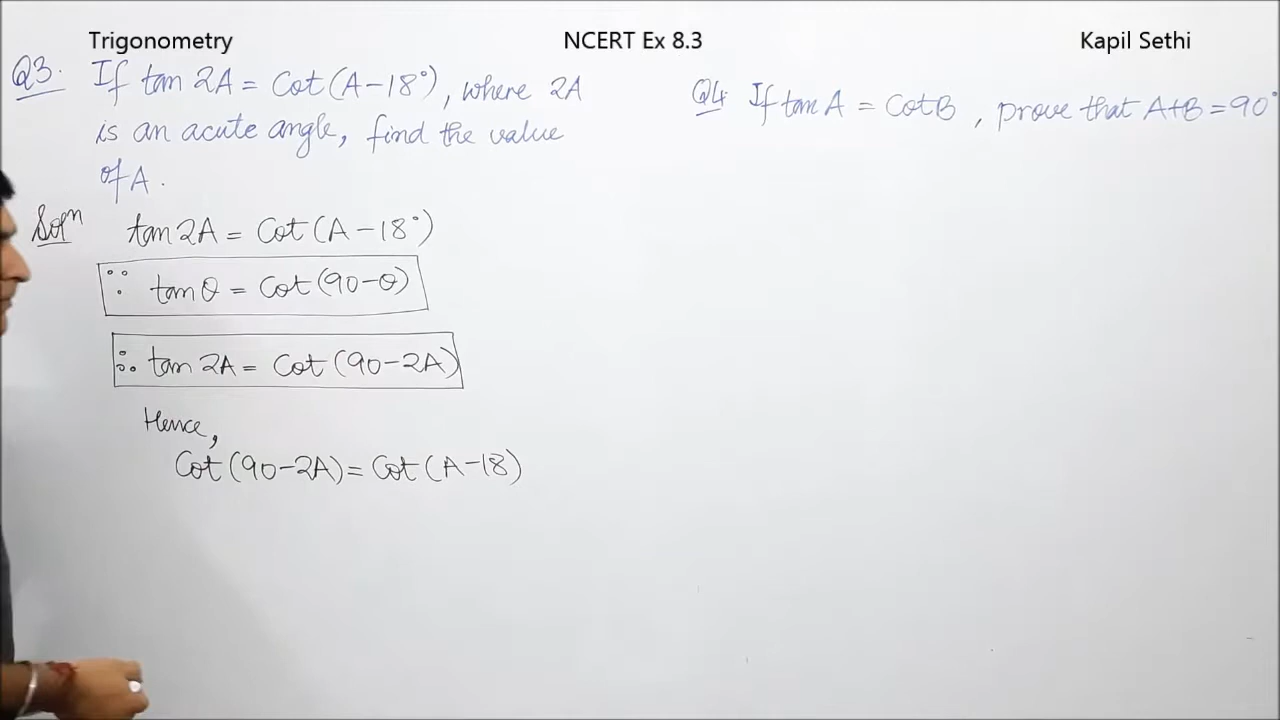 Trigonometry NCERT Ex 8.3 Kapil Sethi
Q3. If tan 2A = Cot (A-18°), where 2A
is an acute angle, find the value
of A.
Solⁿ tan 2A = Cot (A-18°)
∵ tan θ = Cot (90-θ)
∴ tan 2A = Cot (90-2A)
Hence,
Cot (90-2A) = Cot (A-18)
Q4 If tan A = Cot B, prove that A+B = 90°